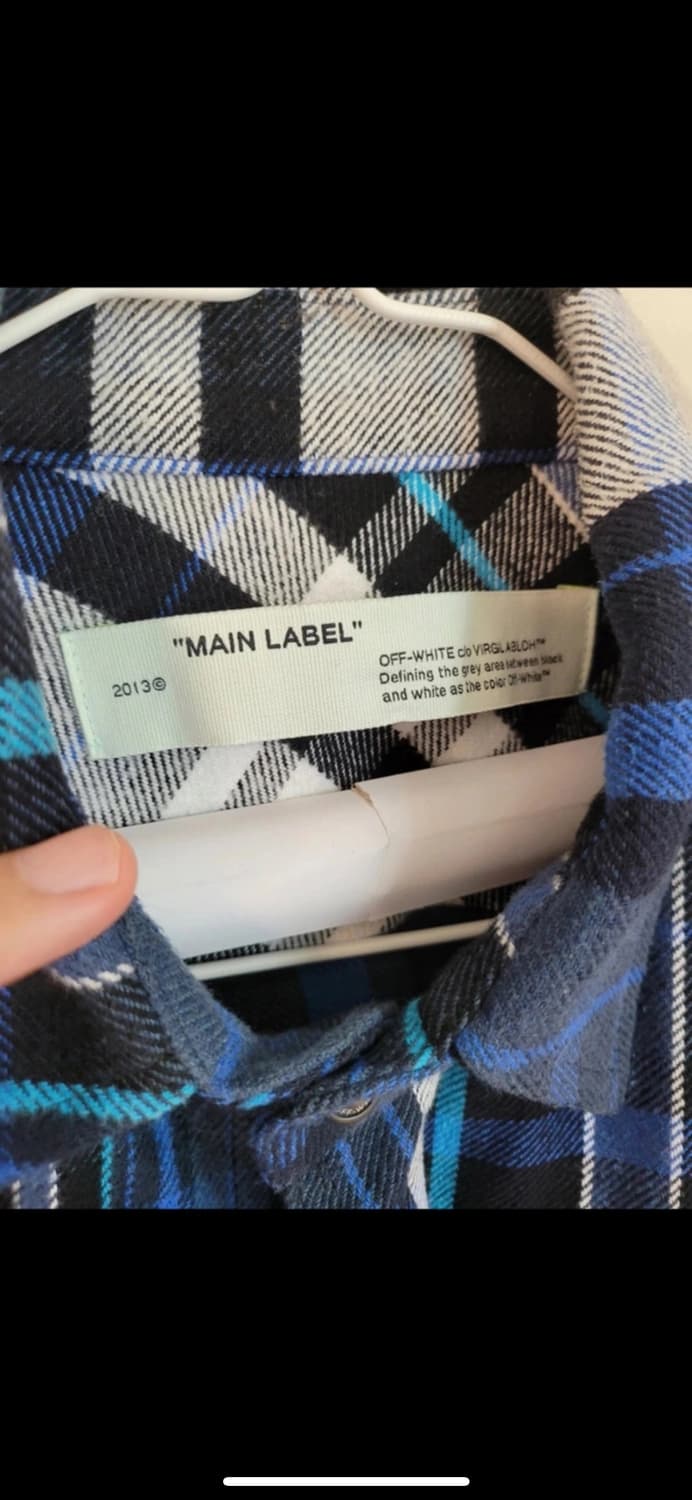 "MAIN LABEL"
2013©
OFF-WHITE c/o VIRGIL ABLOH™
Defining the grey area between black
and white as the color Off-White™